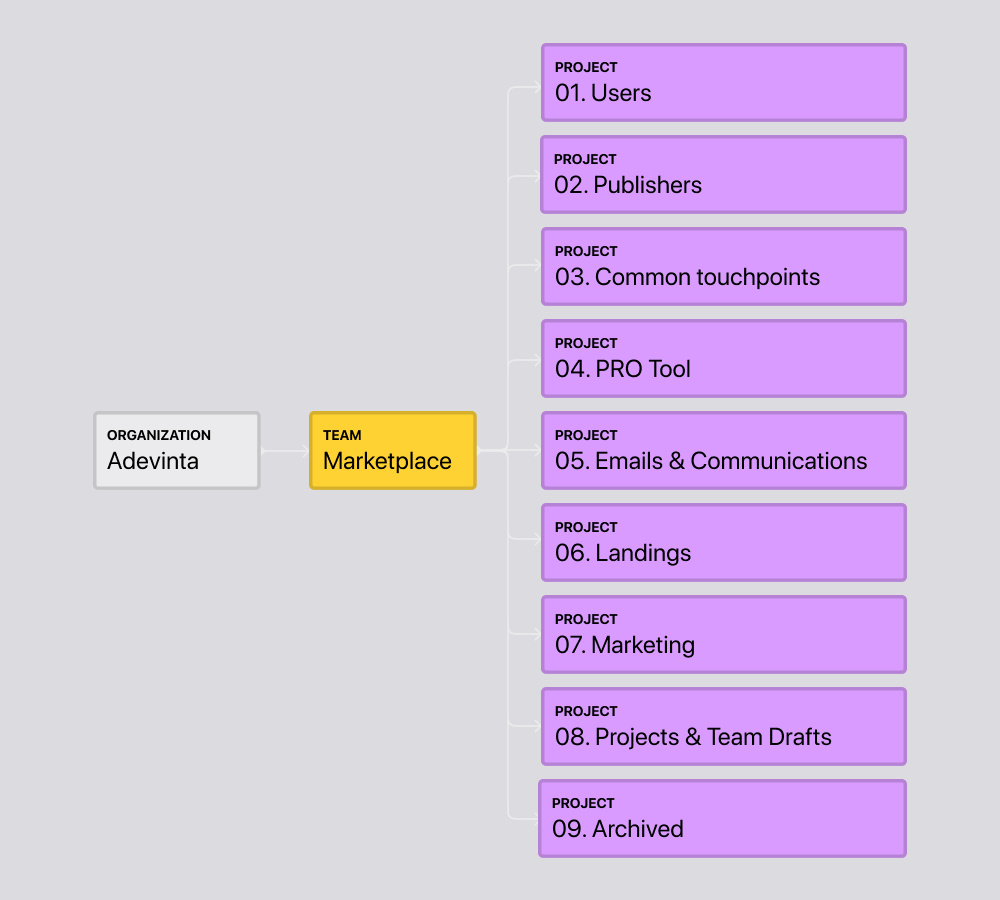 ORGANIZATION
Adevinta
TEAM
Marketplace
PROJECT
01. Users
PROJECT
02. Publishers
PROJECT
03. Common touchpoints
PROJECT
04. PRO Tool
PROJECT
05. Emails & Communications
PROJECT
06. Landings
PROJECT
07. Marketing
PROJECT
08. Projects & Team Drafts
PROJECT
09. Archived